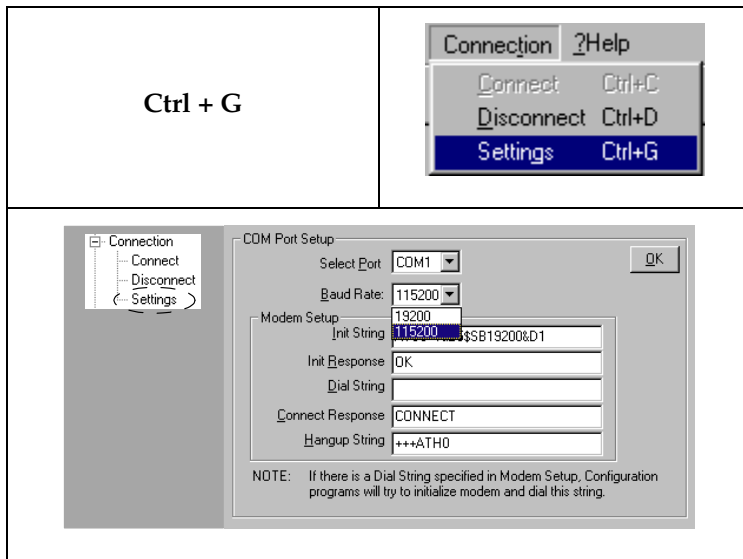 Ctrl + G
Connection ?Help
Connect Ctrl+C
Disconnect Ctrl+D
Settings Ctrl+G
Connection
Connect
Disconnect
Settings
COM Port Setup
Select Port COM1
OK
Baud Rate: 115200
19200
115200
Modem Setup
Init String $SB19200&D1
Init Response OK
Dial String
Connect Response CONNECT
Hangup String +++ATH0
NOTE: If there is a Dial String specified in Modem Setup, Configuration
programs will try to initialize modem and dial this string.